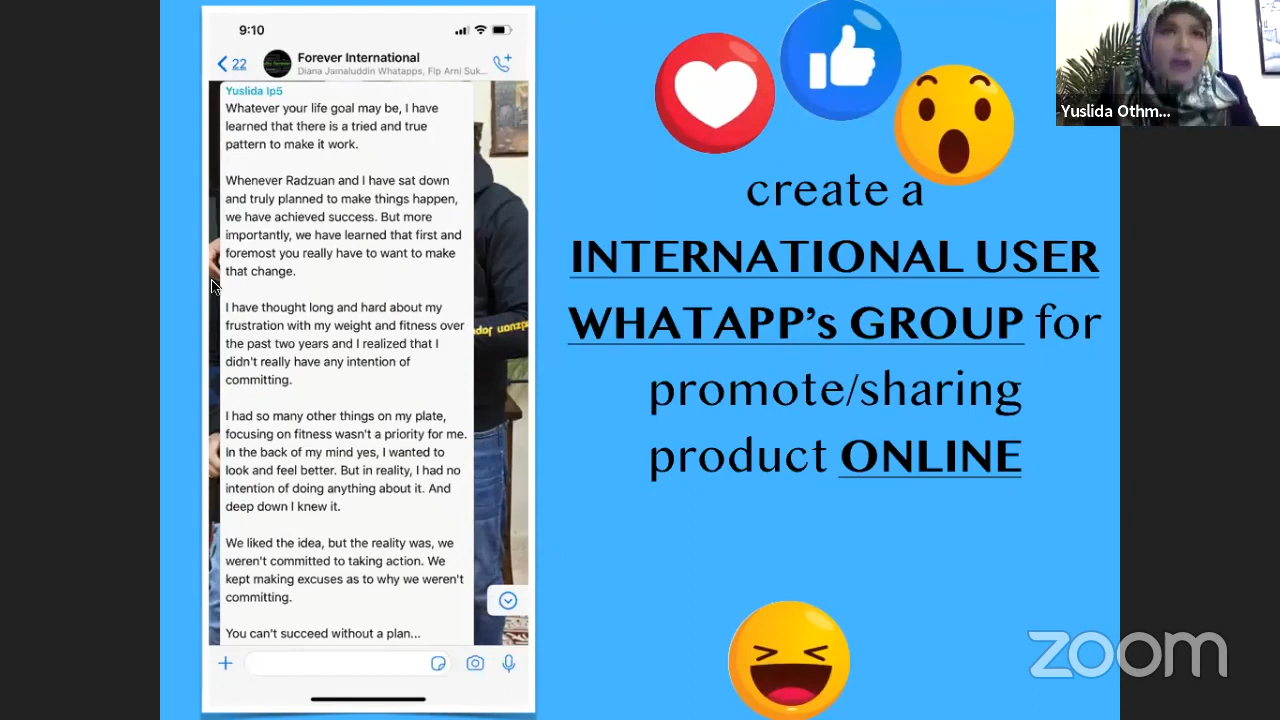 9:10
22
Forever International
Diana Jamaluddin Whatapps, Flp Arni Suk...
Yuslida Ip5
Whatever your life goal may be, I have
learned that there is a tried and true
pattern to make it work.
Whenever Radzuan and I have sat down
and truly planned to make things happen,
we have achieved success. But more
importantly, we have learned that first and
foremost you really have to want to make
that change.
I have thought long and hard about my
frustration with my weight and fitness over
the past two years and I realized that I
didn't really have any intention of
committing.
I had so many other things on my plate,
focusing on fitness wasn't a priority for me.
In the back of my mind yes, I wanted to
look and feel better. But in reality, I had no
intention of doing anything about it. And
deep down I knew it.
We liked the idea, but the reality was, we
weren't committed to taking action. We
kept making excuses as to why we weren't
committing.
You can't succeed without a plan...
create a
INTERNATIONAL USER
WHATAPP's GROUP for
promote/sharing
product ONLINE
Yuslida Othm...
zoom